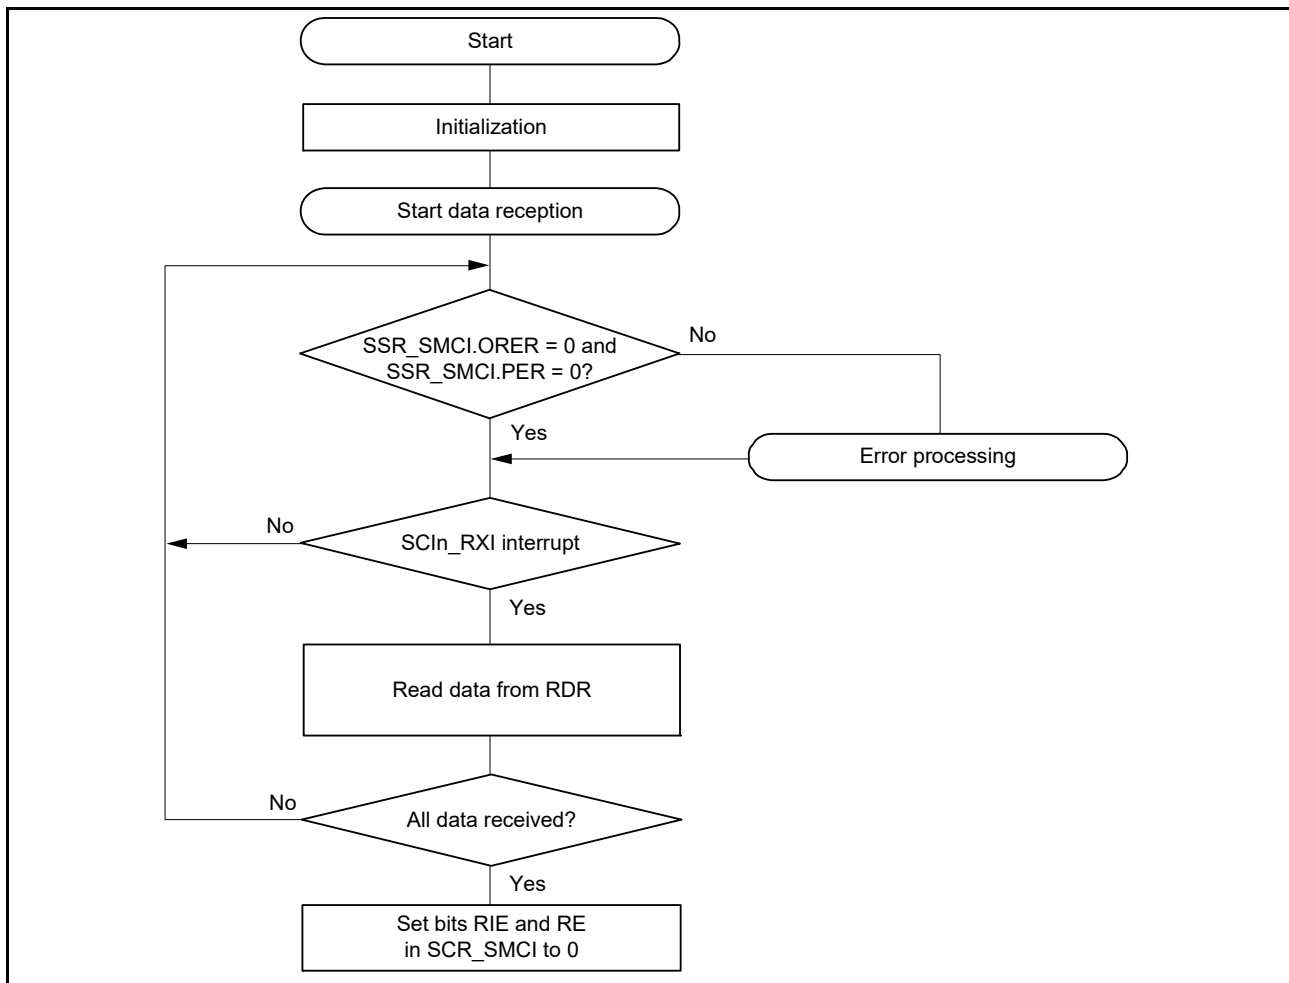 Start
Initialization
Start data reception
SSR_SMCI.ORER = 0 and
SSR_SMCI.PER = 0?
No
Yes
Error processing
No
SCIn_RXI interrupt
Yes
Read data from RDR
No
All data received?
Yes
Set bits RIE and RE
in SCR_SMCI to 0